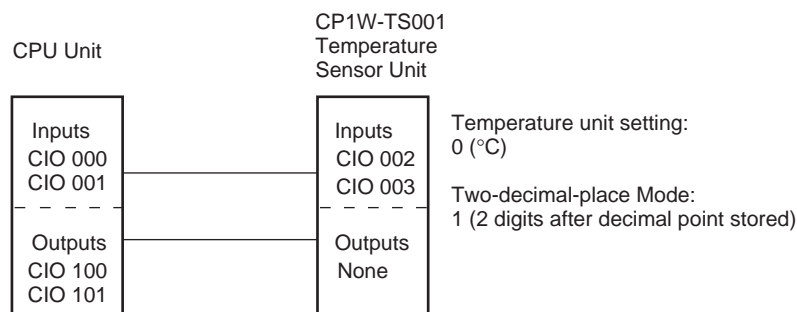 CPU Unit
CP1W-TS001
Temperature
Sensor Unit
Inputs
CIO 000
CIO 001
Outputs
CIO 100
CIO 101
Inputs
CIO 002
CIO 003
Outputs
None
Temperature unit setting:
0 (°C)
Two-decimal-place Mode:
1 (2 digits after decimal point stored)